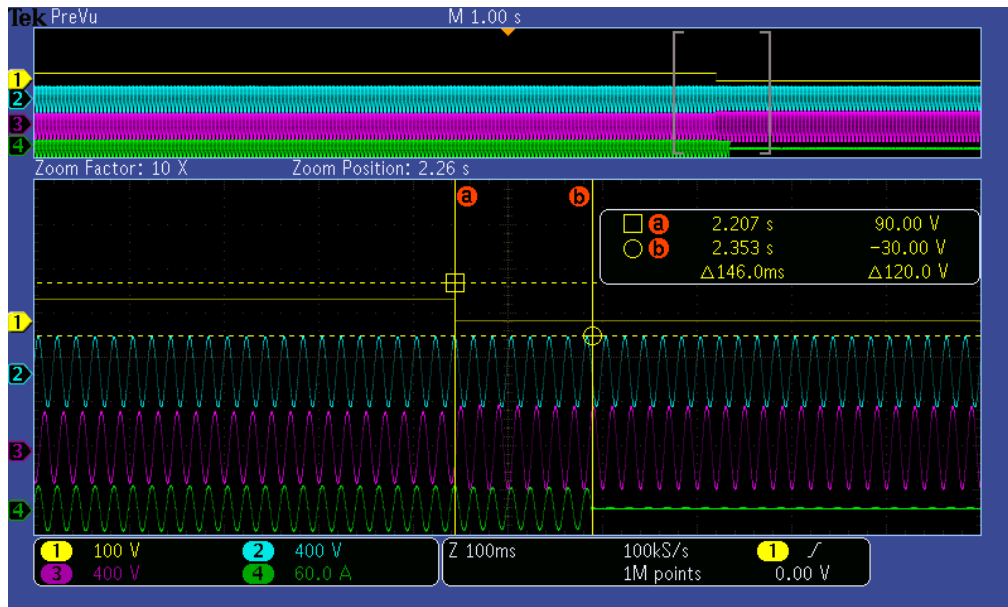 Tek PreVu M 1.00 s
1
2
3
4
Zoom Factor: 10 X Zoom Position: 2.26 s
a b
a 2.207 s 90.00 V
b 2.353 s −30.00 V
△146.0ms △120.0 V
1
2
3
4
1 100 V 2 400 V Z 100ms 100kS/s 1
3 400 V 4 60.0 A 1M points 0.00 V